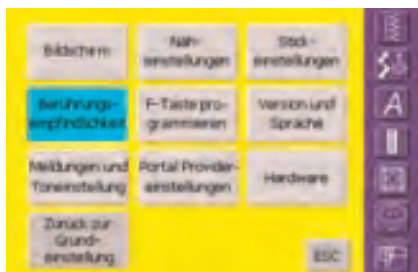 Bildschirm
Näh-
einstellungen
Stick-
einstellungen
Berührungs-
empfindlichkeit
F-Taste pro-
grammieren
Version und
Sprache
Meldungen und
Toneinstellung
Portal Provider-
einstellungen
Hardware
Zurück zur
Grund-
einstellung
ESC
A